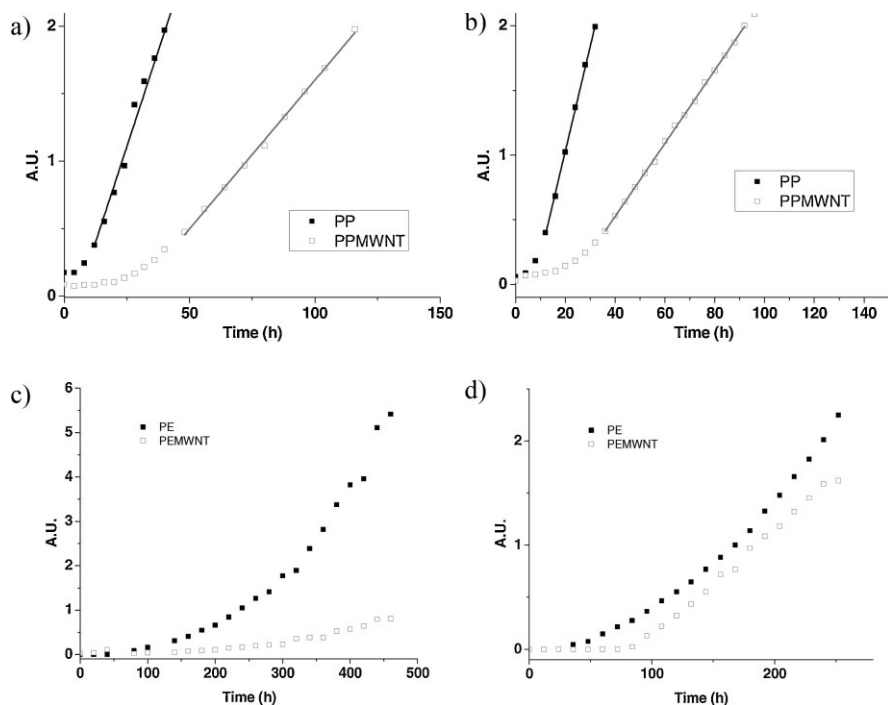 a)
2
1
0
A.U.
PP
PPMWNT
0 50 100 150
Time (h)
b)
2
1
0
A.U.
PP
PPMWNT
0 20 40 60 80 100 120 140
Time (h)
c)
6
5
4
3
2
1
0
A.U.
PE
PEMWNT
0 100 200 300 400 500
Time (h)
d)
2
1
0
A.U.
PE
PEMWNT
0 100 200
Time (h)